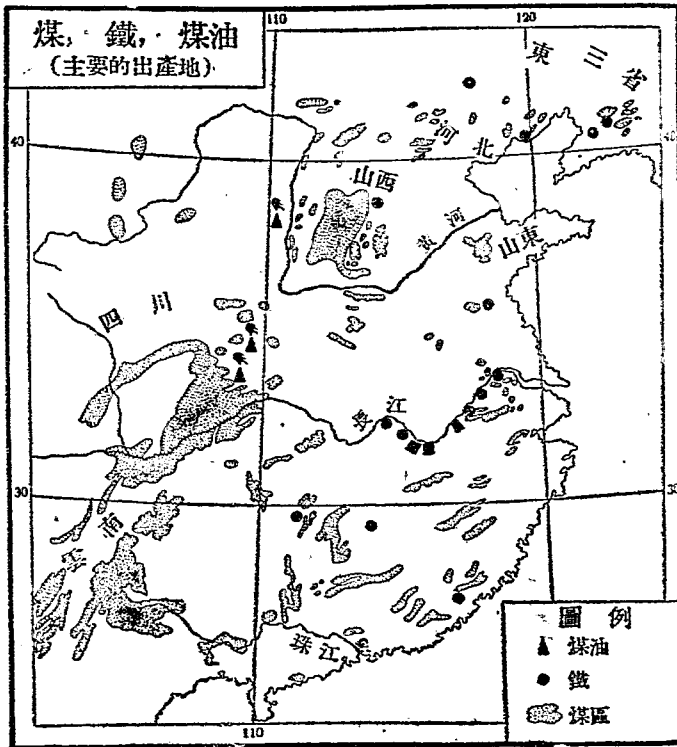 煤, 鐵, 煤油
(主要的出產地)
110
120
東三省
40
40
河北
山西
黃河
山東
四川
江
30
雲南
珠江
110
圖例
煤油
鐵
煤區